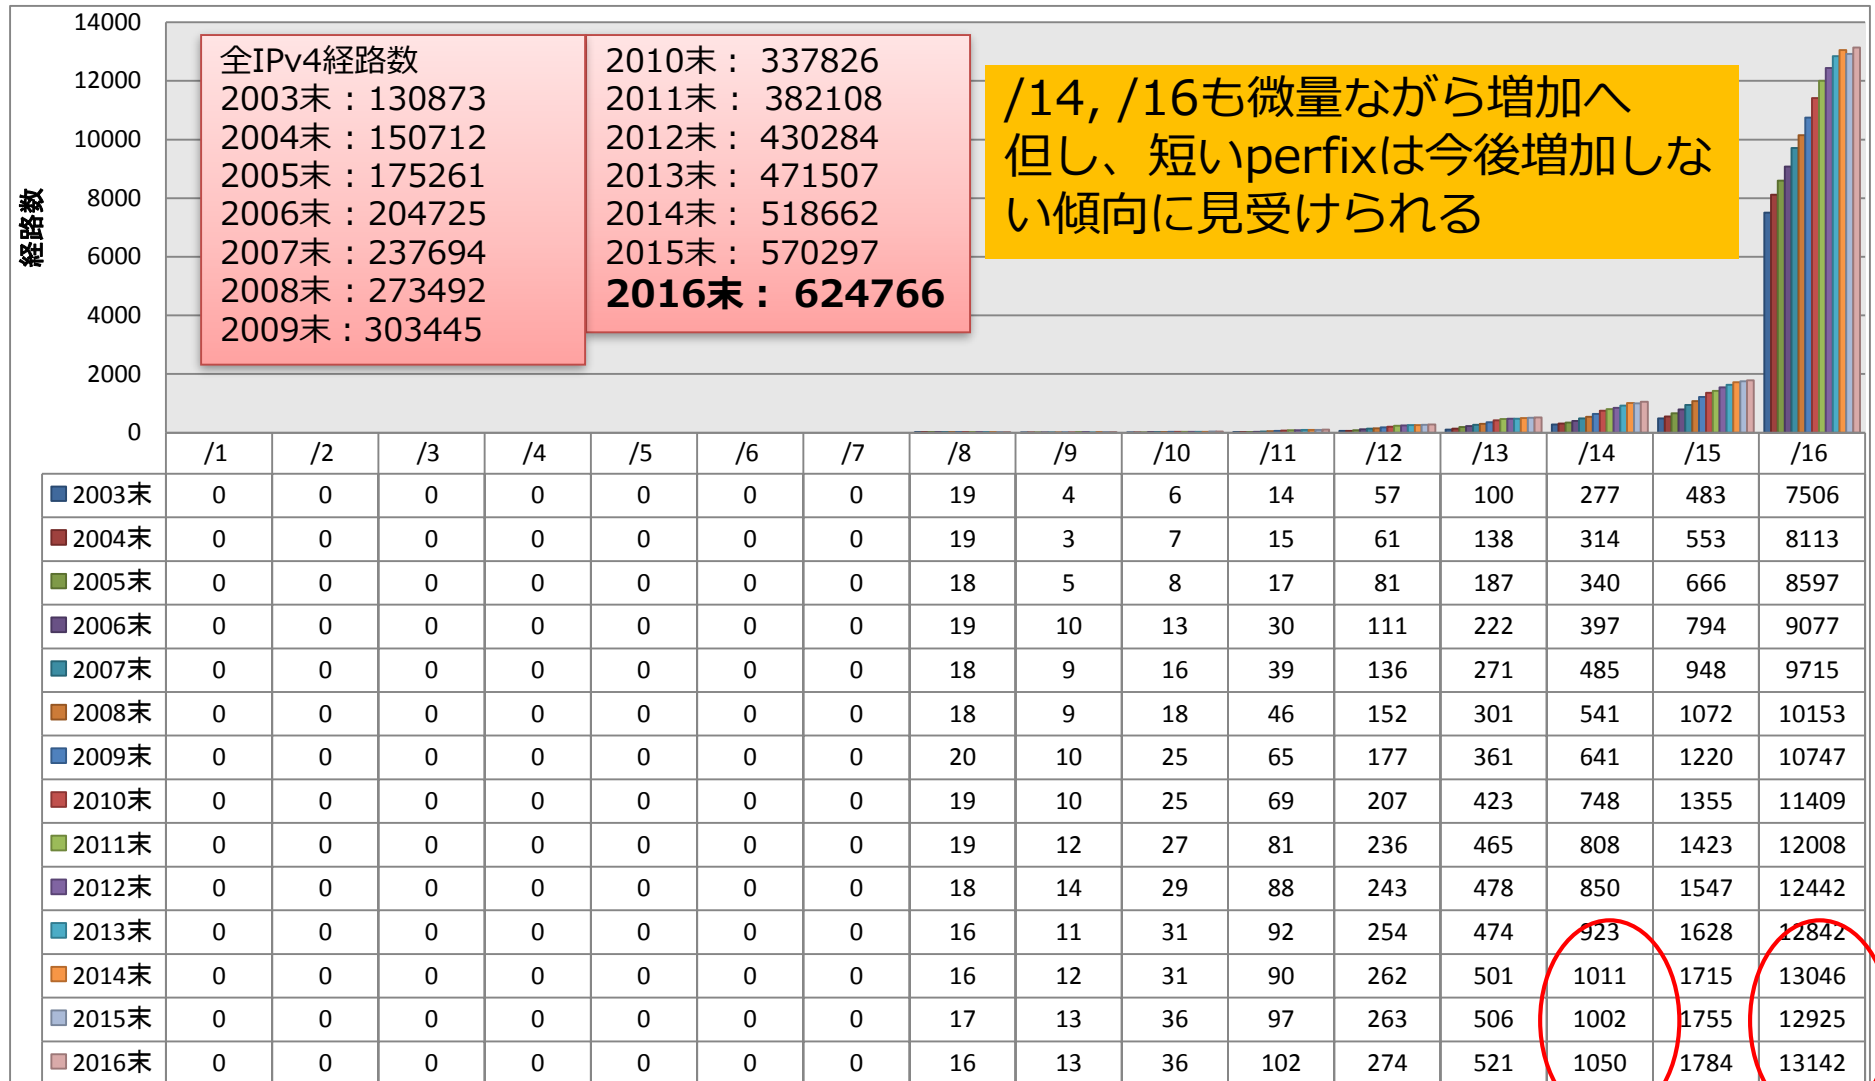 14000
12000
10000
8000
6000
4000
2000
0
経路数
全IPv4経路数
2003末：130873
2004末：150712
2005末：175261
2006末：204725
2007末：237694
2008末：273492
2009末：303445
2010末： 337826
2011末： 382108
2012末： 430284
2013末： 471507
2014末： 518662
2015末： 570297
2016末： 624766
/14, /16も微量ながら増加へ
但し、短いperfixは今後増加しな
い傾向に見受けられる
/1 /2 /3 /4 /5 /6 /7 /8 /9 /10 /11 /12 /13 /14 /15 /16
2003末 0 0 0 0 0 0 0 19 4 6 14 57 100 277 483 7506
2004末 0 0 0 0 0 0 0 19 3 7 15 61 138 314 553 8113
2005末 0 0 0 0 0 0 0 18 5 8 17 81 187 340 666 8597
2006末 0 0 0 0 0 0 0 19 10 13 30 111 222 397 794 9077
2007末 0 0 0 0 0 0 0 18 9 16 39 136 271 485 948 9715
2008末 0 0 0 0 0 0 0 18 9 18 46 152 301 541 1072 10153
2009末 0 0 0 0 0 0 0 20 10 25 65 177 361 641 1220 10747
2010末 0 0 0 0 0 0 0 19 10 25 69 207 423 748 1355 11409
2011末 0 0 0 0 0 0 0 19 12 27 81 236 465 808 1423 12008
2012末 0 0 0 0 0 0 0 18 14 29 88 243 478 850 1547 12442
2013末 0 0 0 0 0 0 0 16 11 31 92 254 474 923 1628 12842
2014末 0 0 0 0 0 0 0 16 12 31 90 262 501 1011 1715 13046
2015末 0 0 0 0 0 0 0 17 13 36 97 263 506 1002 1755 12925
2016末 0 0 0 0 0 0 0 16 13 36 102 274 521 1050 1784 13142